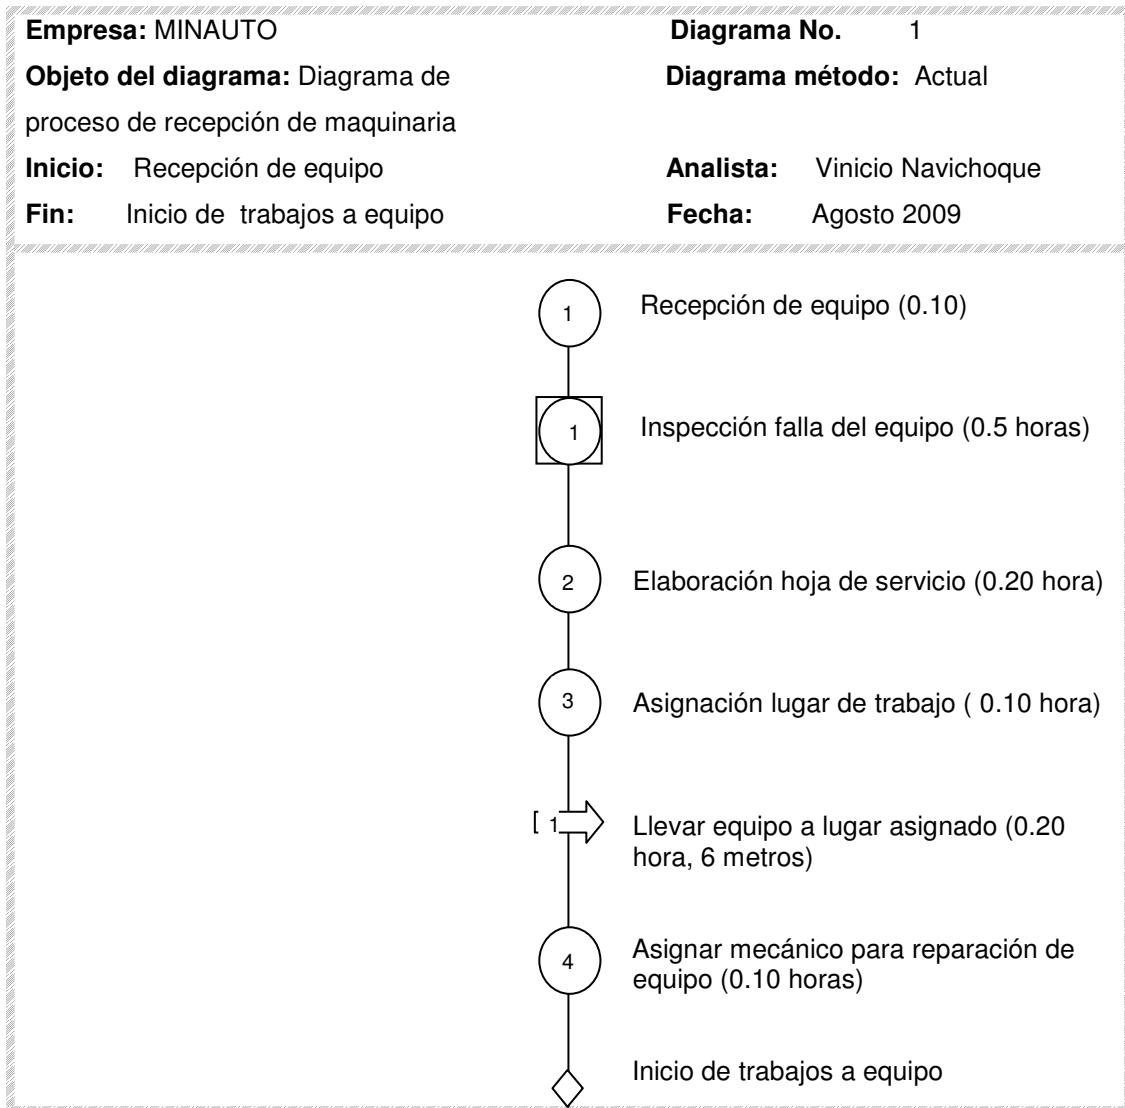 Empresa: MINAUTO Diagrama No. 1
Objeto del diagrama: Diagrama de Diagrama método: Actual
proceso de recepción de maquinaria
Inicio: Recepción de equipo Analista: Vinicio Navichoque
Fin: Inicio de trabajos a equipo Fecha: Agosto 2009
1 Recepción de equipo (0.10)
1 Inspección falla del equipo (0.5 horas)
2 Elaboración hoja de servicio (0.20 hora)
3 Asignación lugar de trabajo ( 0.10 hora)
1 Llevar equipo a lugar asignado (0.20
hora, 6 metros)
4 Asignar mecánico para reparación de
equipo (0.10 horas)
Inicio de trabajos a equipo